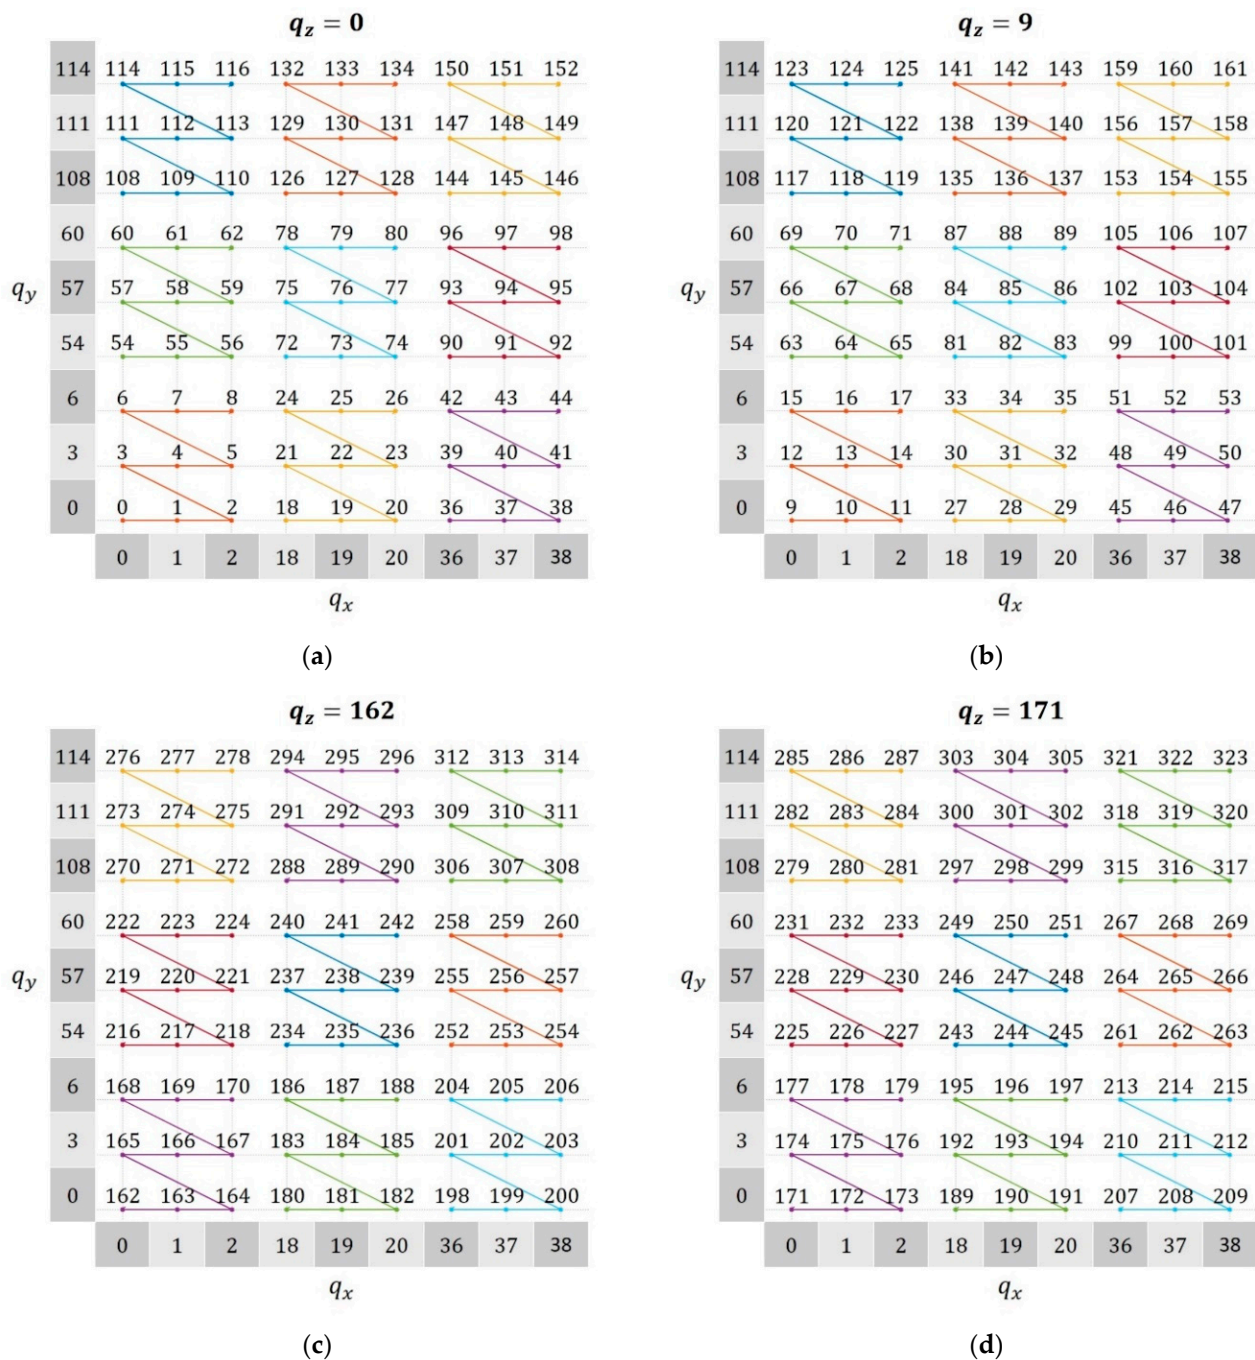 q_z = 0
114 114 115 116 132 133 134 150 151 152
111 111 112 113 129 130 131 147 148 149
108 108 109 110 126 127 128 144 145 146
60 60 61 62 78 79 80 96 97 98
q_y 57 57 58 59 75 76 77 93 94 95
54 54 55 56 72 73 74 90 91 92
6 6 7 8 24 25 26 42 43 44
3 3 4 5 21 22 23 39 40 41
0 0 1 2 18 19 20 36 37 38
0 1 2 18 19 20 36 37 38
q_x
(a)
q_z = 9
114 123 124 125 141 142 143 159 160 161
111 120 121 122 138 139 140 156 157 158
108 117 118 119 135 136 137 153 154 155
60 69 70 71 87 88 89 105 106 107
q_y 57 66 67 68 84 85 86 102 103 104
54 63 64 65 81 82 83 99 100 101
6 15 16 17 33 34 35 51 52 53
3 12 13 14 30 31 32 48 49 50
0 9 10 11 27 28 29 45 46 47
0 1 2 18 19 20 36 37 38
q_x
(b)
q_z = 162
114 276 277 278 294 295 296 312 313 314
111 273 274 275 291 292 293 309 310 311
108 270 271 272 288 289 290 306 307 308
60 222 223 224 240 241 242 258 259 260
q_y 57 219 220 221 237 238 239 255 256 257
54 216 217 218 234 235 236 252 253 254
6 168 169 170 186 187 188 204 205 206
3 165 166 167 183 184 185 201 202 203
0 162 163 164 180 181 182 198 199 200
0 1 2 18 19 20 36 37 38
q_x
(c)
q_z = 171
114 285 286 287 303 304 305 321 322 323
111 282 283 284 300 301 302 318 319 320
108 279 280 281 297 298 299 315 316 317
60 231 232 233 249 250 251 267 268 269
q_y 57 228 229 230 246 247 248 264 265 266
54 225 226 227 243 244 245 261 262 263
6 177 178 179 195 196 197 213 214 215
3 174 175 176 192 193 194 210 211 212
0 171 172 173 189 190 191 207 208 209
0 1 2 18 19 20 36 37 38
q_x
(d)